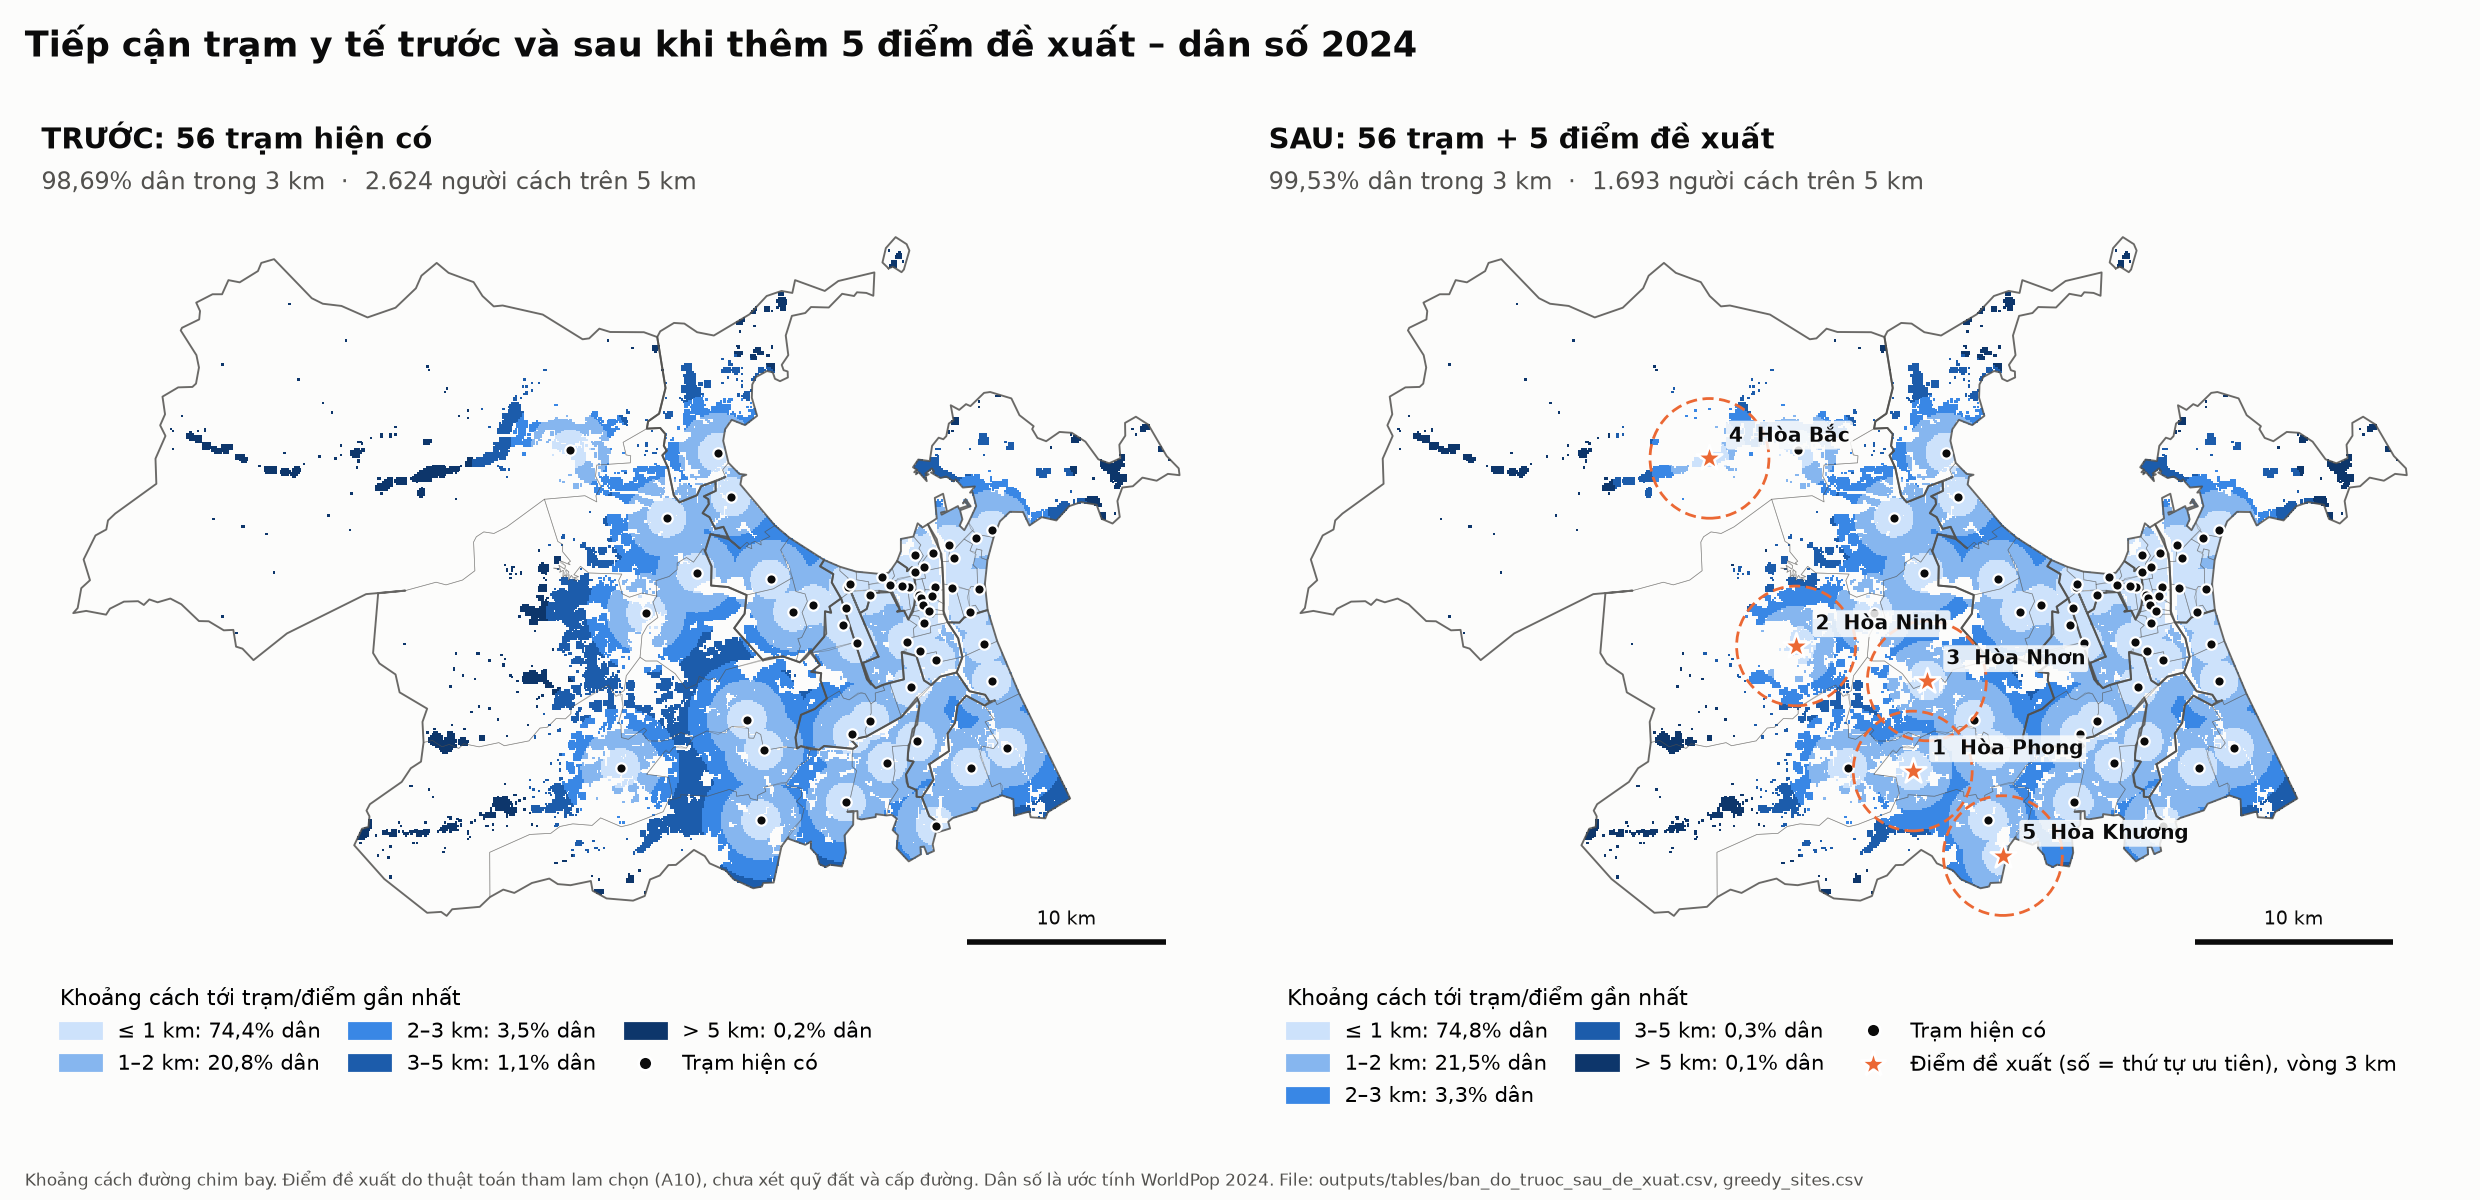 Tiếp cận trạm y tế trước và sau khi thêm 5 điểm đề xuất – dân số 2024
TRƯỚC: 56 trạm hiện có
98,69% dân trong 3 km · 2.624 người cách trên 5 km
10 km
Khoảng cách tới trạm/điểm gần nhất
≤ 1 km: 74,4% dân
1–2 km: 20,8% dân
2–3 km: 3,5% dân
3–5 km: 1,1% dân
> 5 km: 0,2% dân
Trạm hiện có
SAU: 56 trạm + 5 điểm đề xuất
99,53% dân trong 3 km · 1.693 người cách trên 5 km
4 Hòa Bắc
2 Hòa Ninh
3 Hòa Nhơn
1 Hòa Phong
5 Hòa Khương
10 km
Khoảng cách tới trạm/điểm gần nhất
≤ 1 km: 74,8% dân
1–2 km: 21,5% dân
2–3 km: 3,3% dân
3–5 km: 0,3% dân
> 5 km: 0,1% dân
Trạm hiện có
Điểm đề xuất (số = thứ tự ưu tiên), vòng 3 km
Khoảng cách đường chim bay. Điểm đề xuất do thuật toán tham lam chọn (A10), chưa xét quỹ đất và cấp đường. Dân số là ước tính WorldPop 2024. File: outputs/tables/ban_do_truoc_sau_de_xuat.csv, greedy_sites.csv